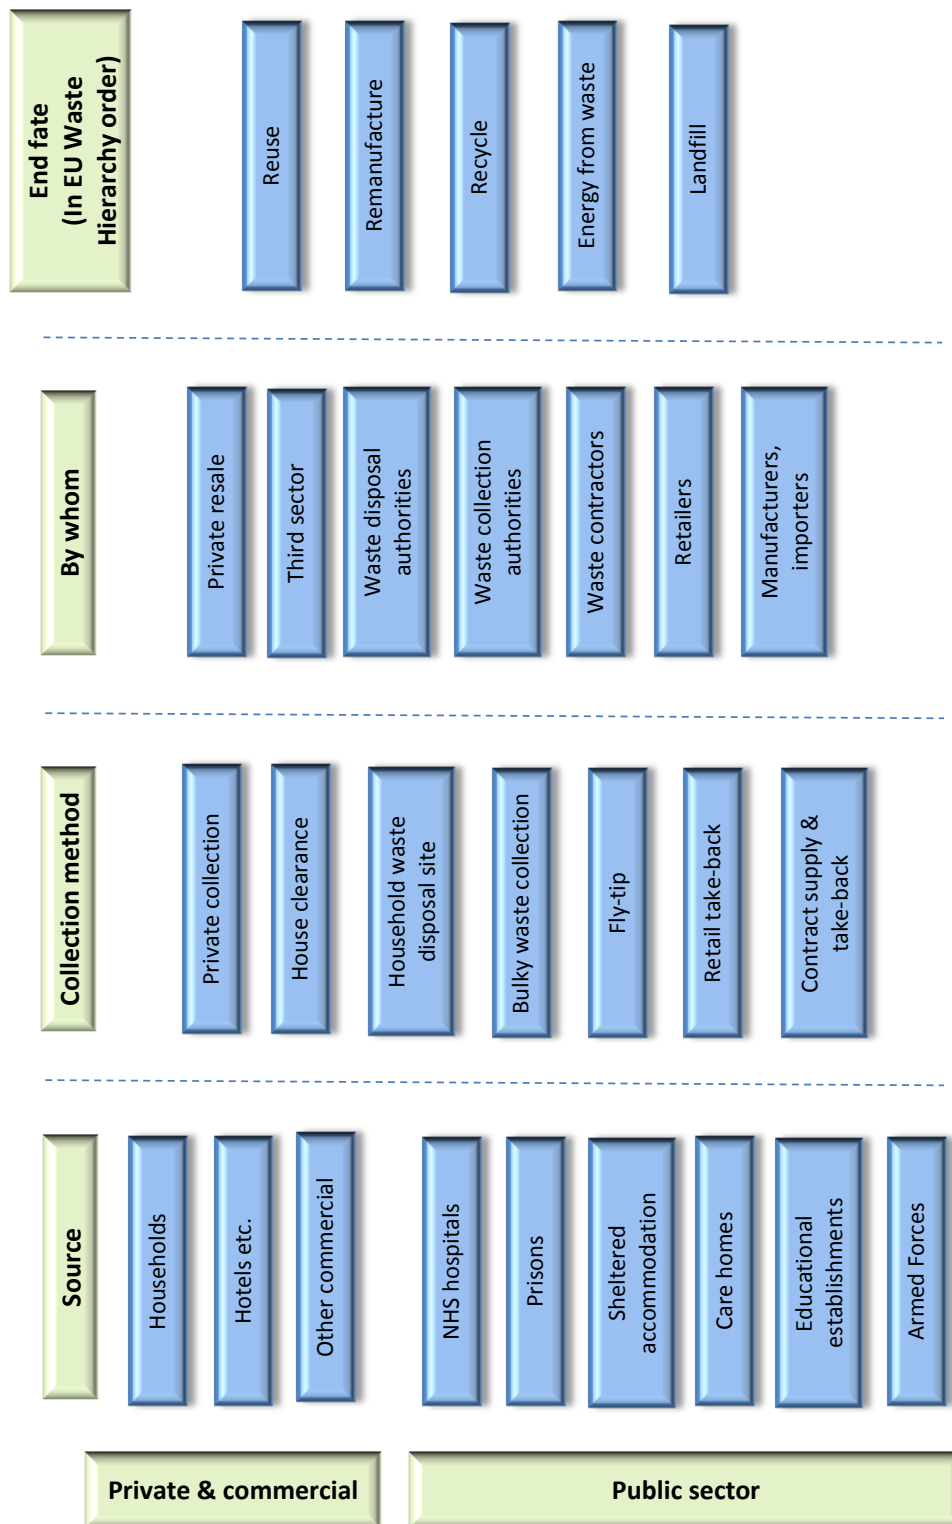 Source
Private & commercial
Households
Hotels etc.
Other commercial
Public sector
NHS hospitals
Prisons
Sheltered
accommodation
Care homes
Educational
establishments
Armed Forces
Collection method
Private collection
House clearance
Household waste
disposal site
Bulky waste collection
Fly-tip
Retail take-back
Contract supply &
take-back
By whom
Private resale
Third sector
Waste disposal
authorities
Waste collection
authorities
Waste contractors
Retailers
Manufacturers,
importers
End fate
(In EU Waste
Hierarchy order)
Reuse
Remanufacture
Recycle
Energy from waste
Landfill